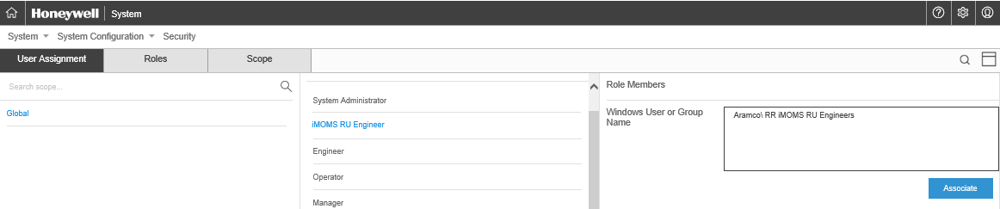 Honeywell System
System System Configuration Security
User Assignment Roles Scope
Search scope...
Global
System Administrator
iMOMS RU Engineer
Engineer
Operator
Manager
Role Members
Windows User or Group
Name
Aramco\ RR iMOMS RU Engineers
Associate